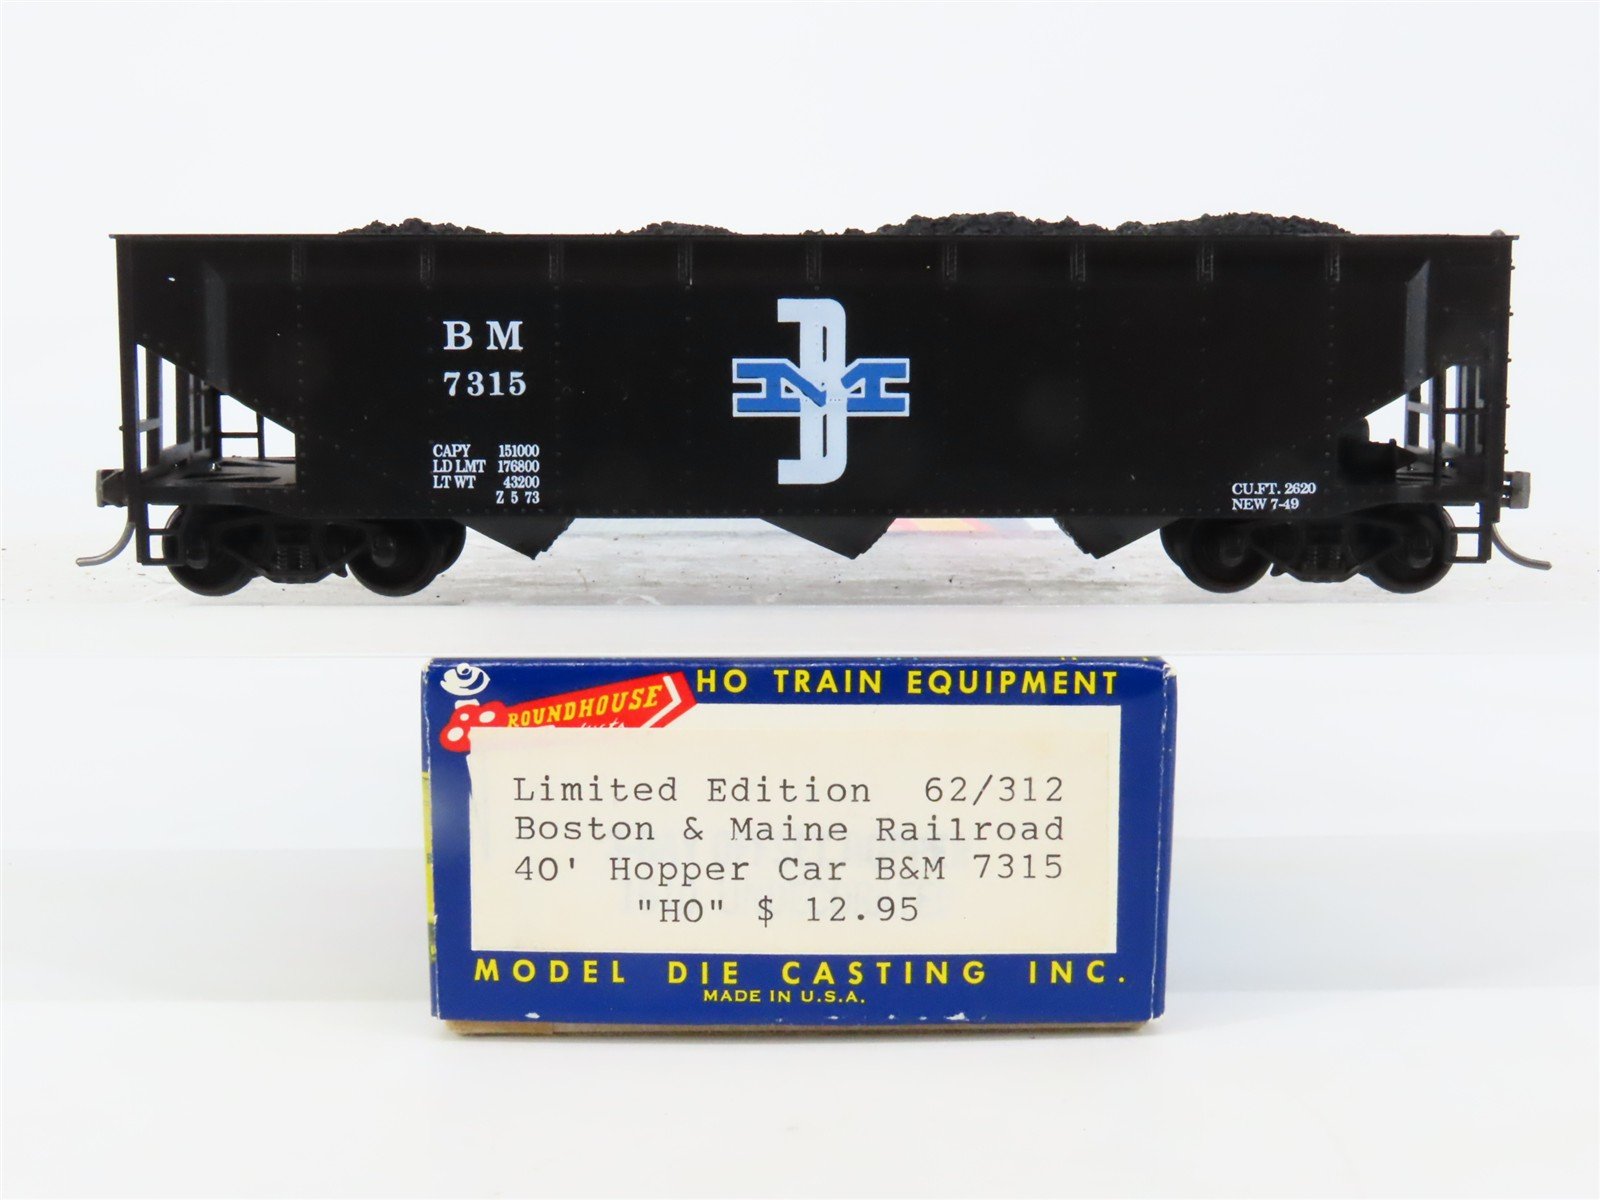 B M
7315
CAPY 151000
LD LMT 176800
LT WT 43200
Z 5 73
B M
CU.FT. 2620
NEW 7-49
HO TRAIN EQUIPMENT
ROUNDHOUSE
Limited Edition 62/312
Boston & Maine Railroad
40' Hopper Car B&M 7315
"HO" $ 12.95
MODEL DIE CASTING INC.
MADE IN U.S.A.